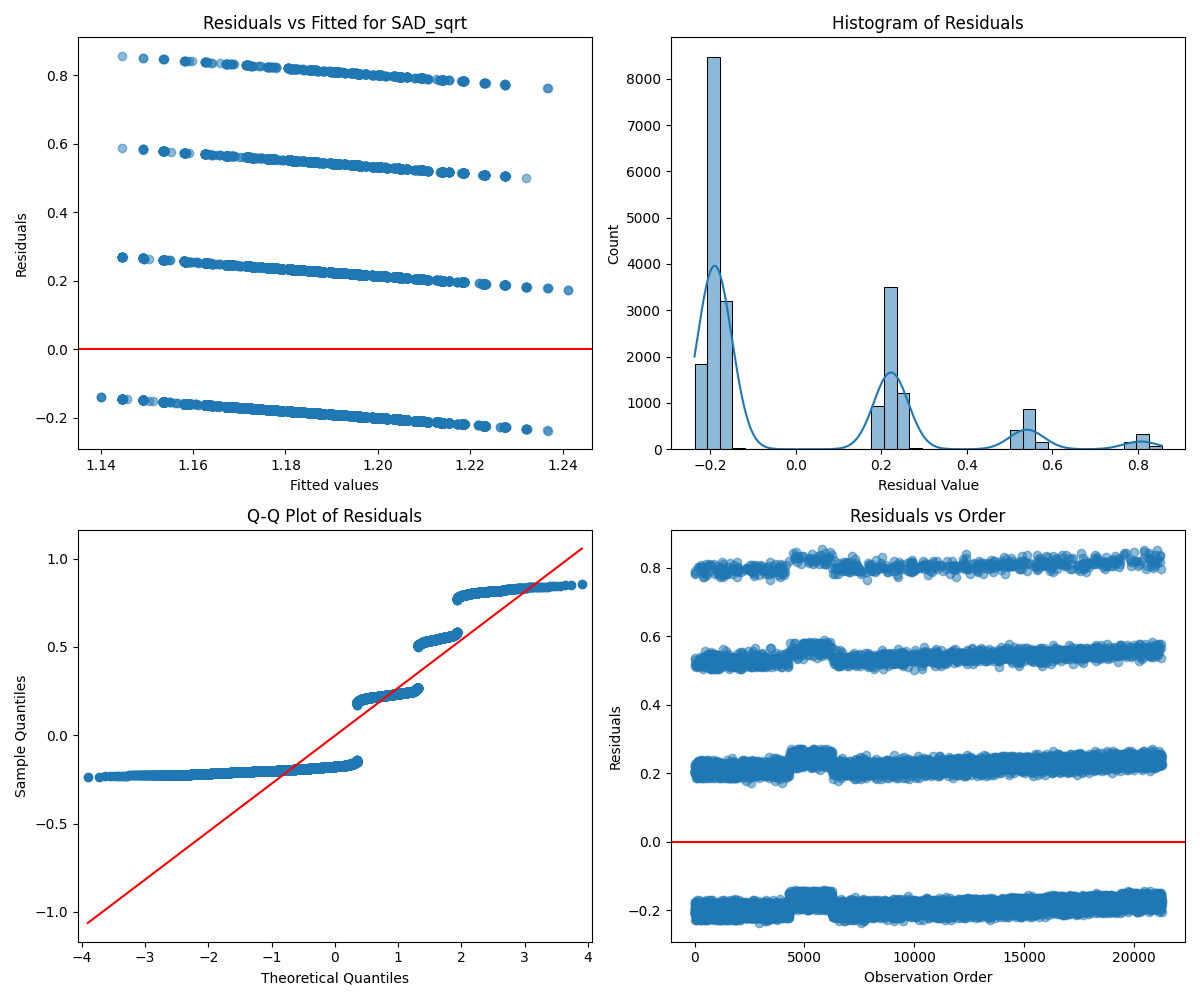 Residuals vs Fitted for SAD_sqrt
0.8
0.6
0.4
0.2
0.0
−0.2
Residuals
1.14 1.16 1.18 1.20 1.22 1.24
Fitted values
Histogram of Residuals
8000
7000
6000
5000
4000
3000
2000
1000
0
Count
−0.2 0.0 0.2 0.4 0.6 0.8
Residual Value
Q-Q Plot of Residuals
1.0
0.5
0.0
−0.5
−1.0
Sample Quantiles
−4 −3 −2 −1 0 1 2 3 4
Theoretical Quantiles
Residuals vs Order
0.8
0.6
0.4
0.2
0.0
−0.2
Residuals
0 5000 10000 15000 20000
Observation Order